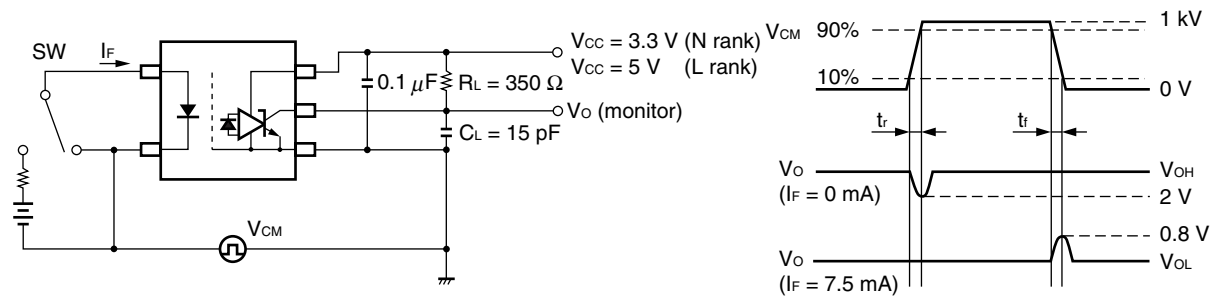 SW
IF
VCC = 3.3 V (N rank)
VCC = 5 V (L rank)
0.1 μF
RL = 350 Ω
VO (monitor)
CL = 15 pF
VCM
VCM
90%
10%
1 kV
0 V
tr
tf
VO
(IF = 0 mA)
VOH
2 V
0.8 V
VO
(IF = 7.5 mA)
VOL